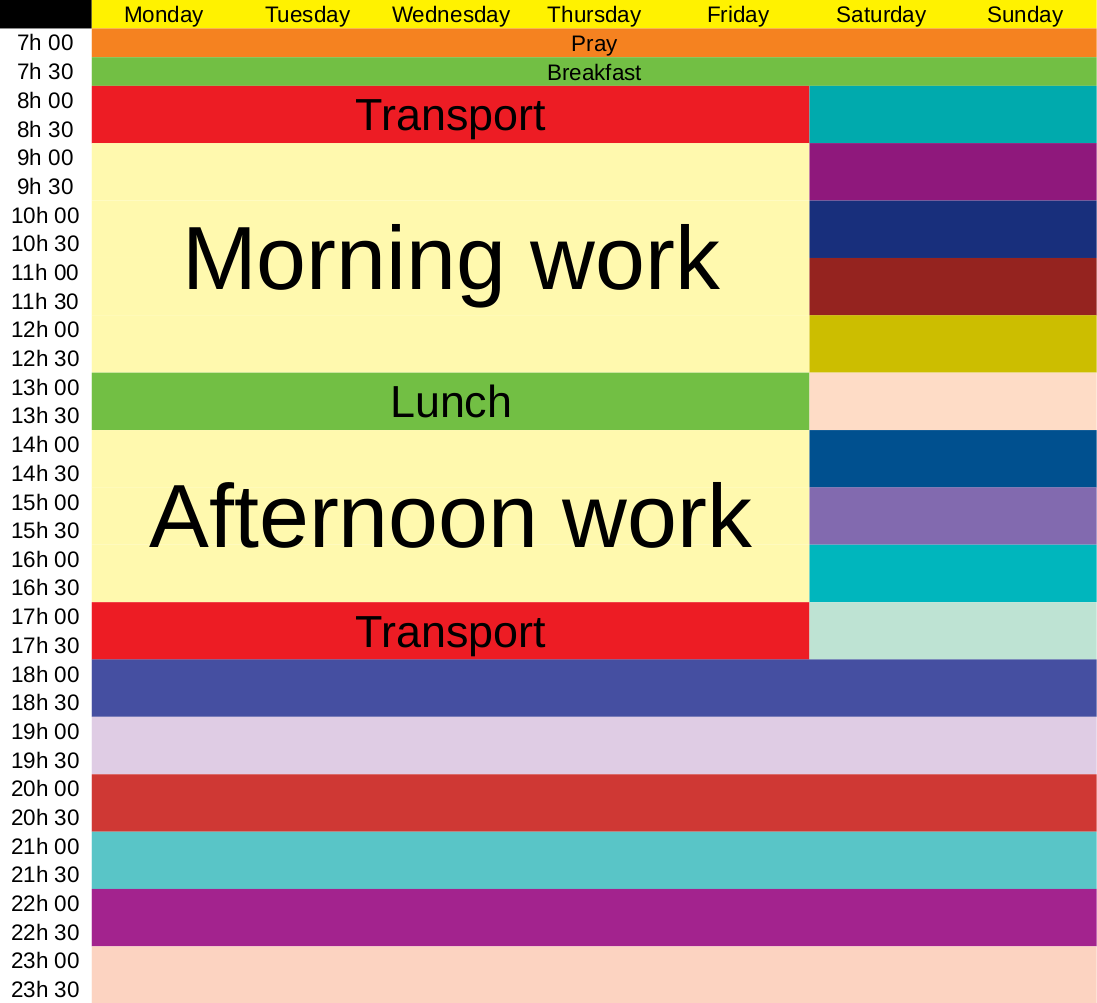 Monday Tuesday Wednesday Thursday Friday Saturday Sunday
7h 00 Pray
7h 30 Breakfast
8h 00
Transport
8h 30
9h 00
9h 30
10h 00
10h 30
Morning work
11h 00
11h 30
12h 00
12h 30
13h 00
Lunch
13h 30
14h 00
14h 30
15h 00
Afternoon work
15h 30
16h 00
16h 30
17h 00
Transport
17h 30
18h 00
18h 30
19h 00
19h 30
20h 00
20h 30
21h 00
21h 30
22h 00
22h 30
23h 00
23h 30